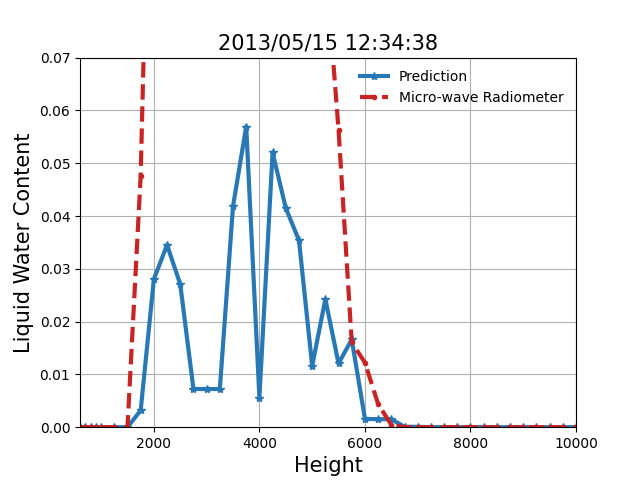 2013/05/15 12:34:38
0.07
0.06
0.05
0.04
0.03
0.02
0.01
0.00
Liquid Water Content
Prediction
Micro-wave Radiometer
2000 4000 6000 8000 10000
Height